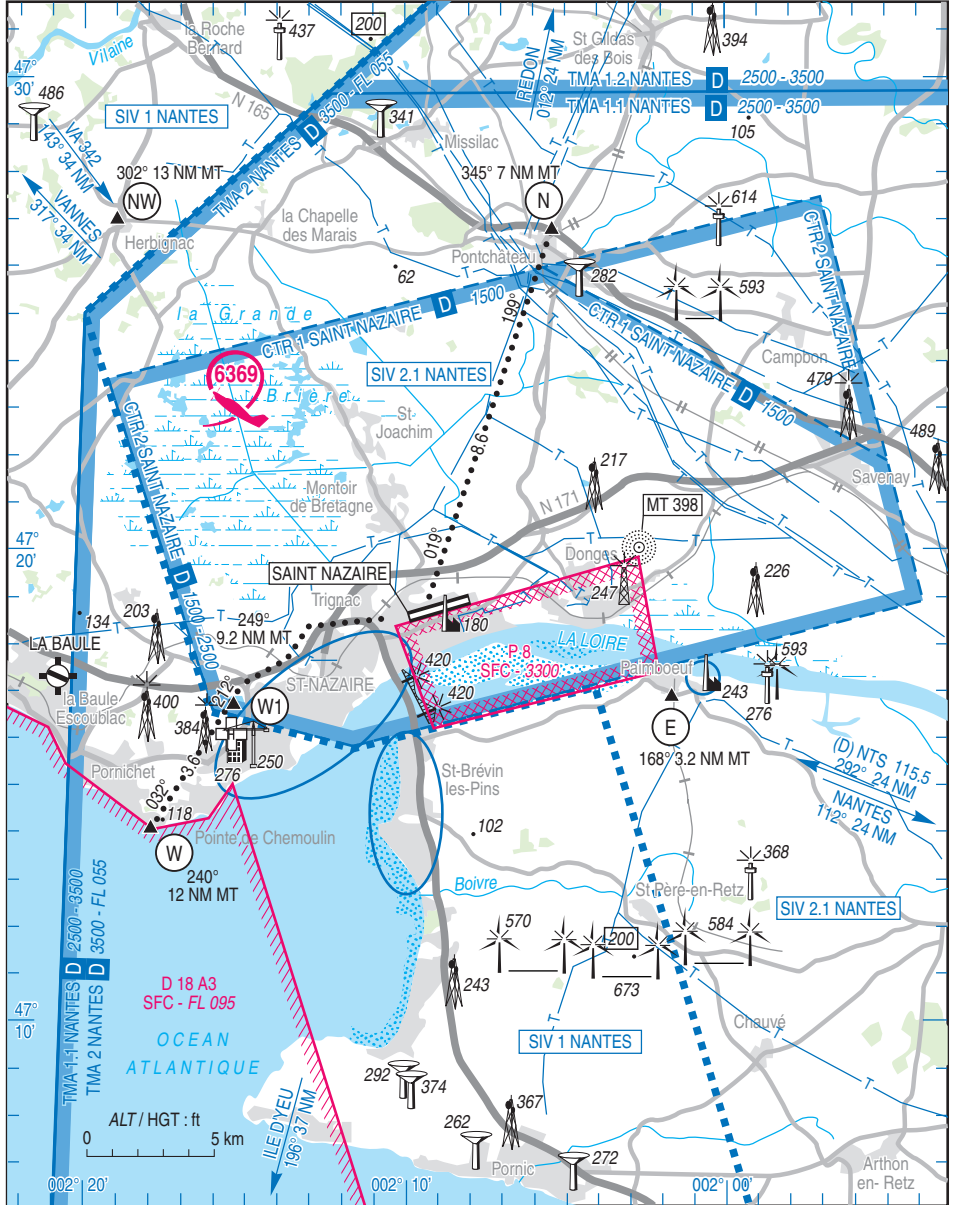 la Roche
Bernard
437
200
St Gildas
des Bois
394
Vilaine
47°
30'
486
N 165
SIV 1 NANTES
3500 - FL 055
TMA 2 NANTES D
341
Missilac
REDON
012° 24 NM
TMA 1.2 NANTES D 2500 - 3500
TMA 1.1 NANTES D 2500 - 3500
105
VA 342
143° 34 NM
VANNES
317° 34 NM
302° 13 NM MT
NW
Herbignac
la Chapelle
des Marais
345° 7 NM MT
N
Pontchâteau
614
62
282
593
CTR 2 SAINT NAZAIRE
la Grande
Brière
CTR 1 SAINT NAZAIRE D 1500
CTR 1 SAINT NAZAIRE D 1500
199°
6369
SIV 2.1 NANTES
Campbon
479
St
Joachim
8.6
489
217
Savenay
CTR 2 SAINT NAZAIRE D 1500 - 2500
Montoir
de Bretagne
N 171
MT 398
47°
20'
019°
Donges
SAINT NAZAIRE
Trignac
247
226
180
134
203
249°
9.2 NM MT
LA BAULE
LA LOIRE
P 8
SFC - 3300
Paimboeuf
420
420
593
243
276
ST-NAZAIRE
la Baule
Escoublac
400
384
212°
W1
276
250
E
168° 3.2 NM MT
Pornichet
3.6
032°
118
Pointe de Chemoulin
W
240°
12 NM MT
St-Brévin
les-Pins
102
(D) NTS 115.5
292° 24 NM
NANTES
112° 24 NM
Boivre
368
St Père-en-Retz
SIV 2.1 NANTES
570
200
584
673
243
TMA 1.1 NANTES D 2500 - 3500
TMA 2 NANTES D 3500 - FL 055
D 18 A3
SFC - FL 095
47°
10'
OCEAN
ATLANTIQUE
SIV 1 NANTES
Chauvé
292
374
367
262
272
ALT / HGT : ft
0
5 km
ILE D'YEU
196° 37 NM
Pornic
Arthon
en- Retz
002° 20'
002° 10'
002° 00'
T